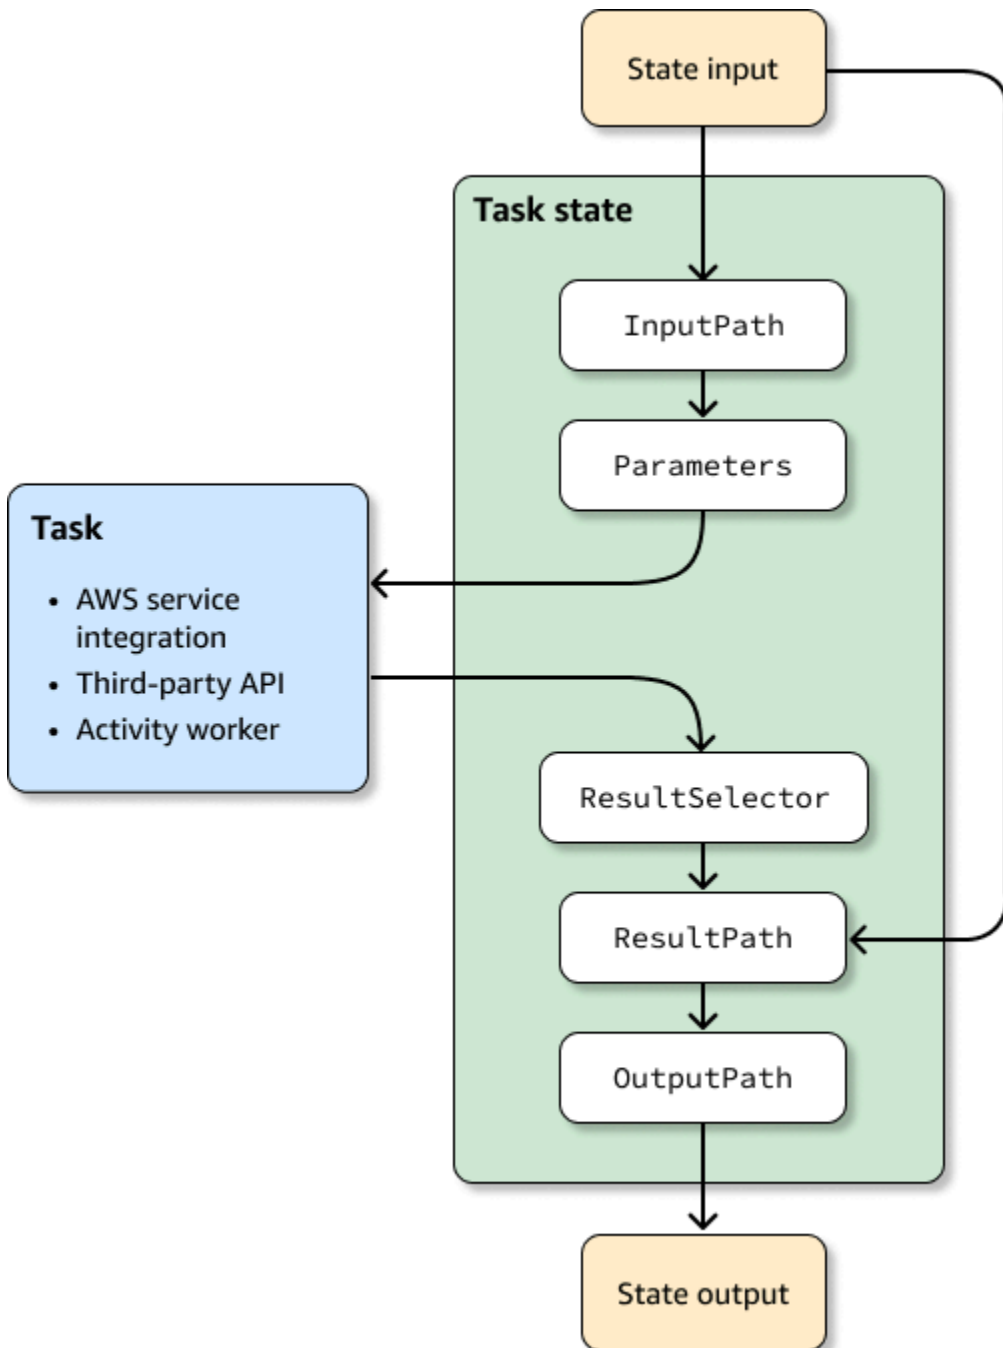 State input
Task state
InputPath
Parameters
Task
• AWS service
integration
• Third-party API
• Activity worker
ResultSelector
ResultPath
OutputPath
State output